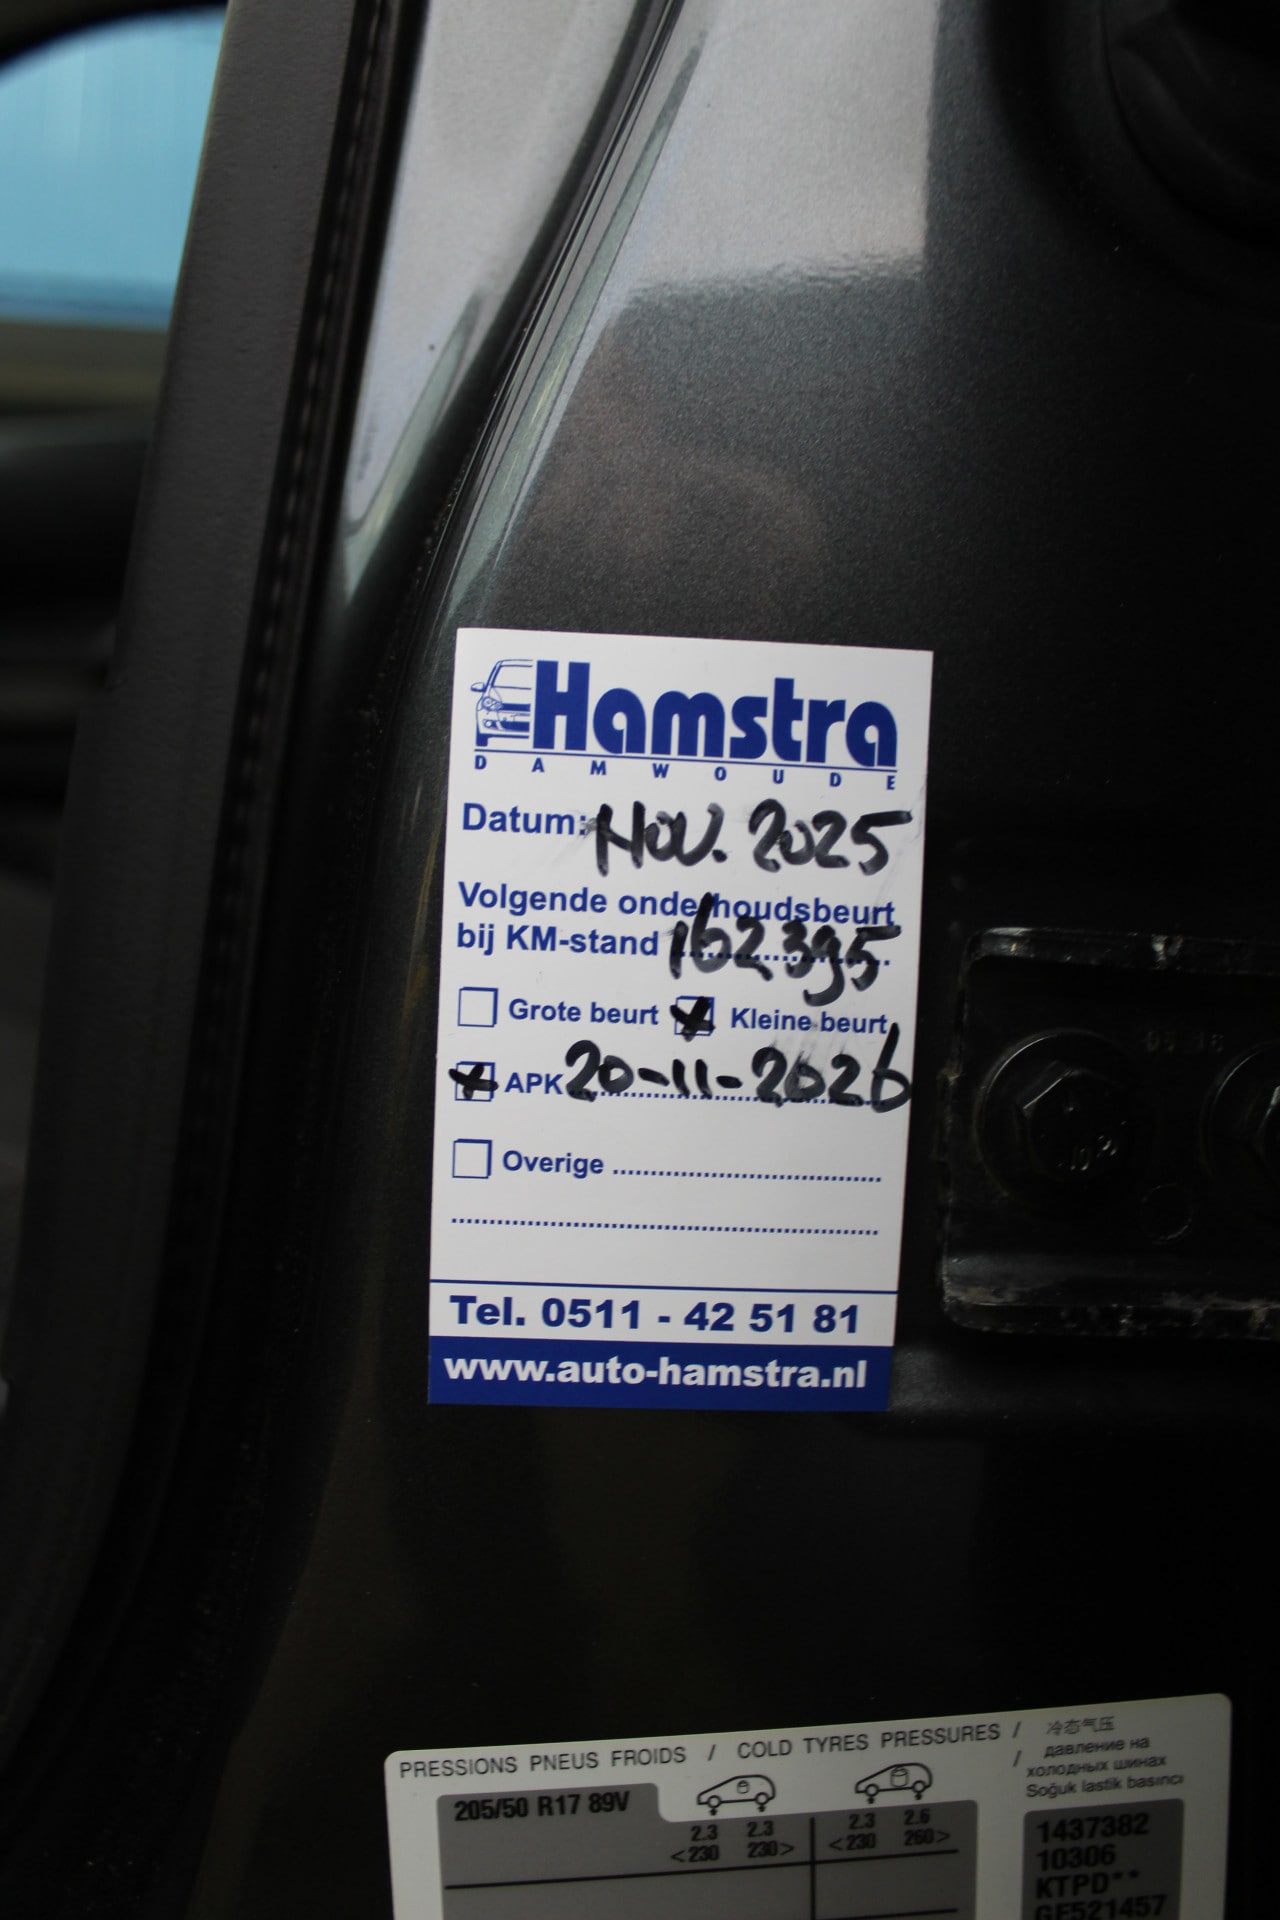 Hamstra
DAMWOUDE
Datum: Nov. 2025
Volgende onderhoudsbeurt
bij KM-stand 162395
Grote beurt Kleine beurt
APK 20-11-2026
Overige
Tel. 0511 - 42 51 81
www.auto-hamstra.nl
PRESSIONS PNEUS FROIDS / COLD TYRES PRESSURES / 冷态气压
/ давление на
холодных шинах
Soğuk lastik basıncı
205/50 R17 89V
2.3 2.3 2.3 2.6
<230 230> <230 260>
1437382
10306
KTPD**
GF521457